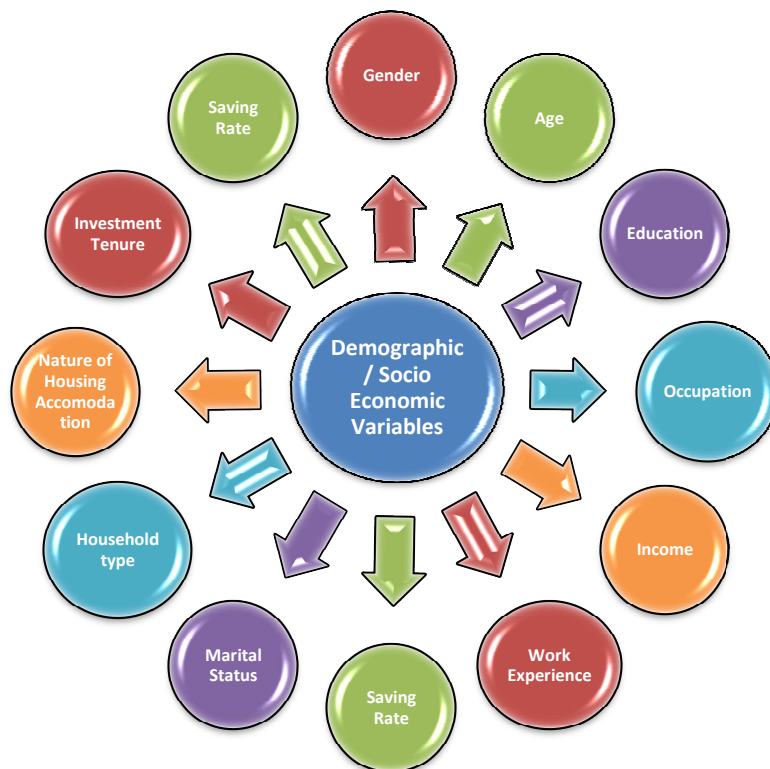 Gender
Saving
Rate
Age
Investment
Tenure
Education
Demographic
/ Socio
Economic
Variables
Nature of
Housing
Accomoda
tion
Occupation
Household
type
Income
Marital
Status
Work
Experience
Saving
Rate